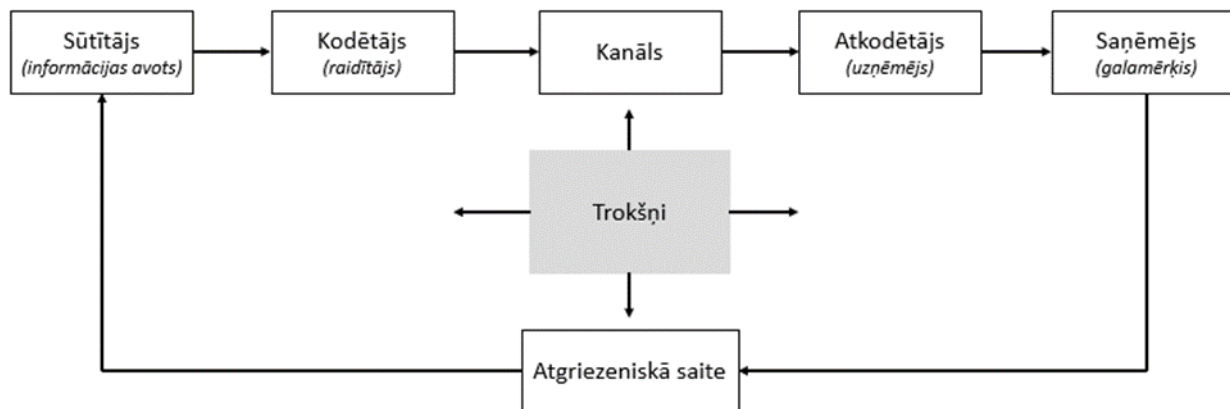 Sūtītājs
(informācijas avots)
Kodētājs
(raidītājs)
Kanāls
Atkodētājs
(uzņēmējs)
Saņēmējs
(galamērķis)
Trokšņi
Atgriezeniskā saite